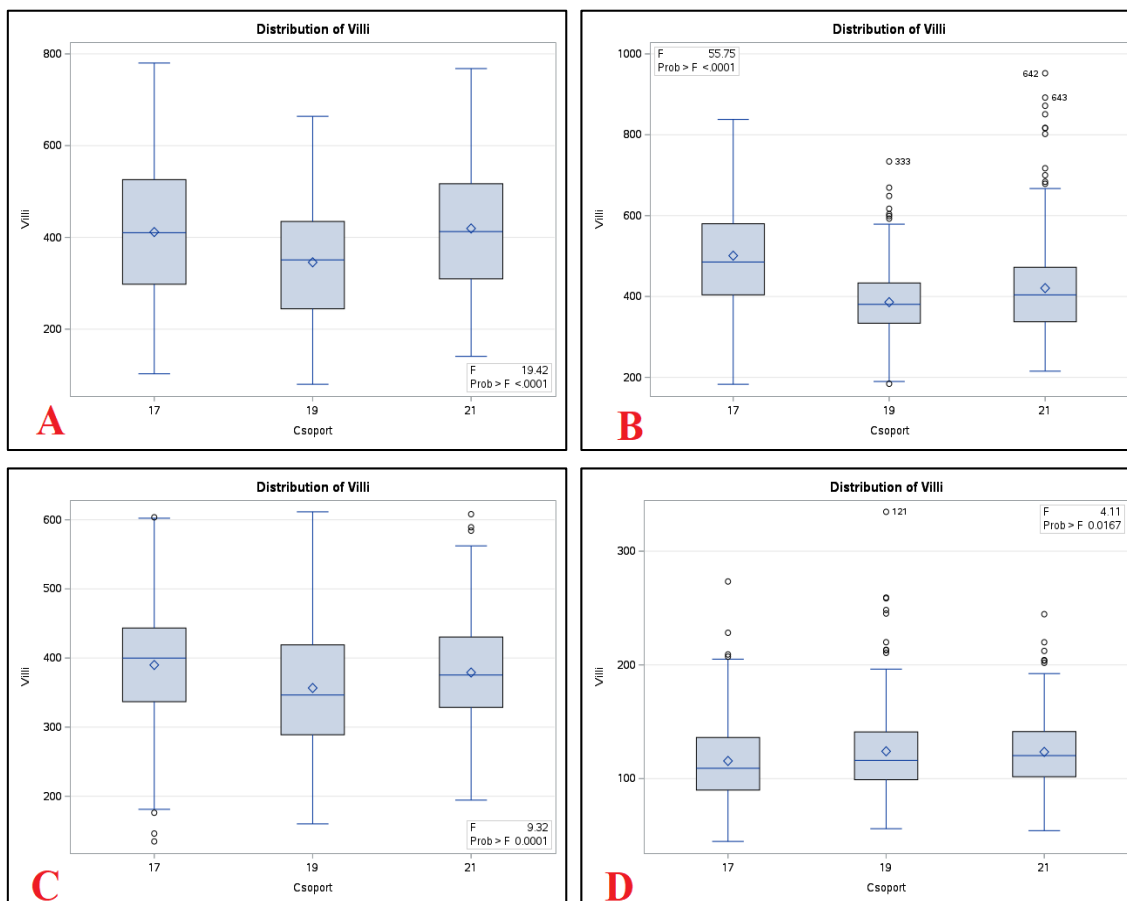 Distribution of Villi
800
600
400
200
Villi
17
19
21
Csoport
F 19.42
Prob > F <.0001
A
Distribution of Villi
F 55.75
Prob > F <.0001
1000
800
600
400
200
Villi
642
643
333
17
19
21
Csoport
B
Distribution of Villi
600
500
400
300
200
Villi
17
19
21
Csoport
F 9.32
Prob > F 0.0001
C
Distribution of Villi
F 4.11
Prob > F 0.0167
121
300
200
100
Villi
17
19
21
Csoport
D